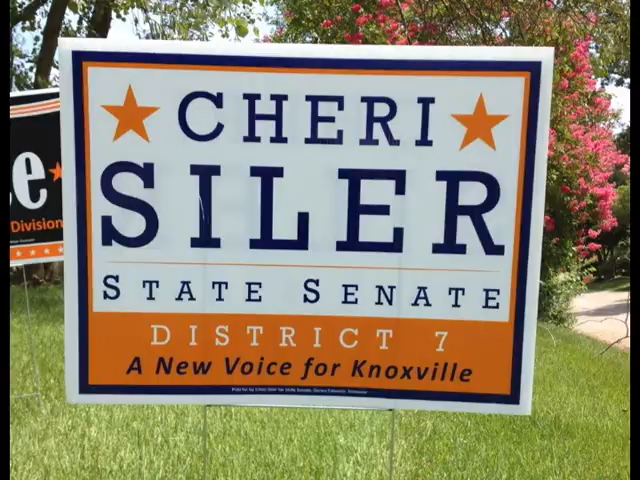 CHERI
SILER
STATE SENATE
DISTRICT 7
A New Voice for Knoxville
e
Division